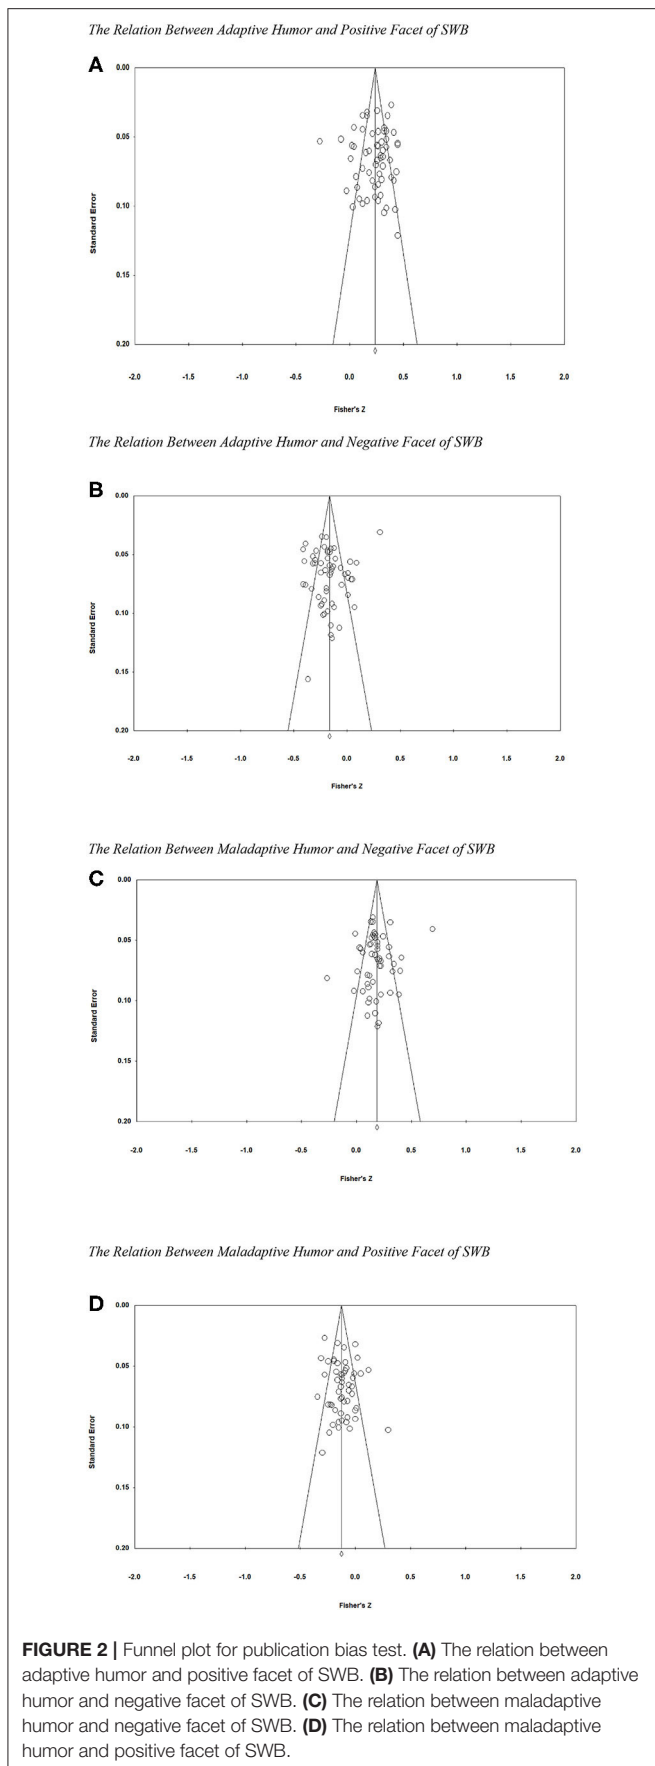 The Relation Between Adaptive Humor and Positive Facet of SWB
A
0.00
0.05
0.10
0.15
0.20
Standard Error
-2.0 -1.5 -1.0 -0.5 0.0 0.5 1.0 1.5 2.0
Fisher's Z
The Relation Between Adaptive Humor and Negative Facet of SWB
B
0.00
0.05
0.10
0.15
0.20
Standard Error
-2.0 -1.5 -1.0 -0.5 0.0 0.5 1.0 1.5 2.0
Fisher's Z
The Relation Between Maladaptive Humor and Negative Facet of SWB
C
0.00
0.05
0.10
0.15
0.20
Standard Error
-2.0 -1.5 -1.0 -0.5 0.0 0.5 1.0 1.5 2.0
Fisher's Z
The Relation Between Maladaptive Humor and Positive Facet of SWB
D
0.00
0.05
0.10
0.15
0.20
Standard Error
-2.0 -1.5 -1.0 -0.5 0.0 0.5 1.0 1.5 2.0
Fisher's Z
FIGURE 2 | Funnel plot for publication bias test. (A) The relation between
adaptive humor and positive facet of SWB. (B) The relation between adaptive
humor and negative facet of SWB. (C) The relation between maladaptive
humor and negative facet of SWB. (D) The relation between maladaptive
humor and positive facet of SWB.